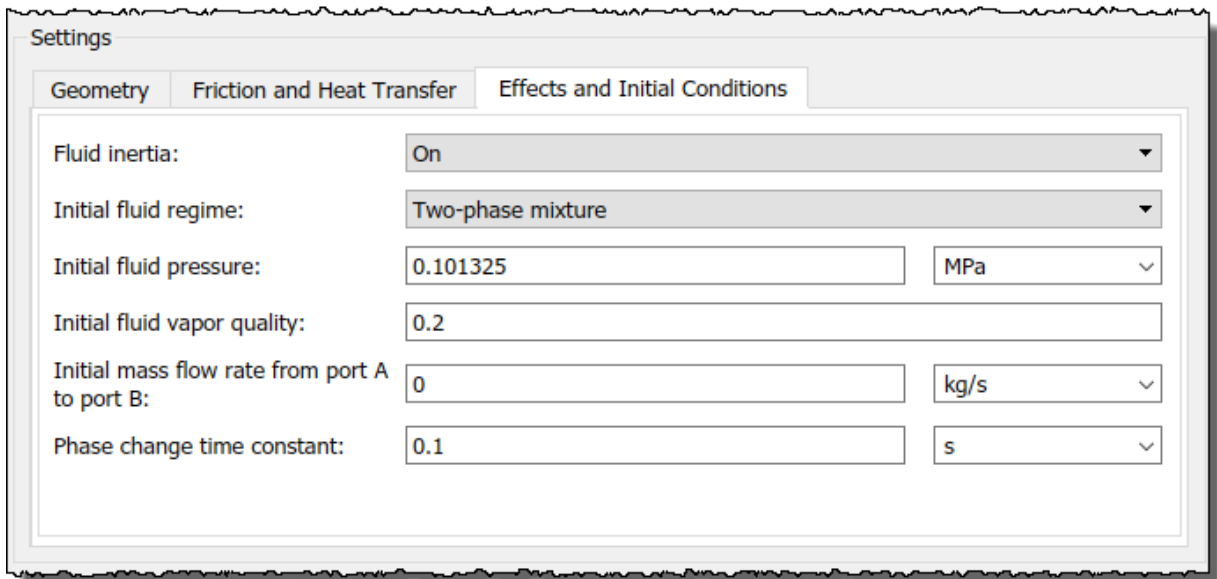 Settings
Geometry Friction and Heat Transfer Effects and Initial Conditions
Fluid inertia: On
Initial fluid regime: Two-phase mixture
Initial fluid pressure: 0.101325 MPa
Initial fluid vapor quality: 0.2
Initial mass flow rate from port A
to port B: 0 kg/s
Phase change time constant: 0.1 s